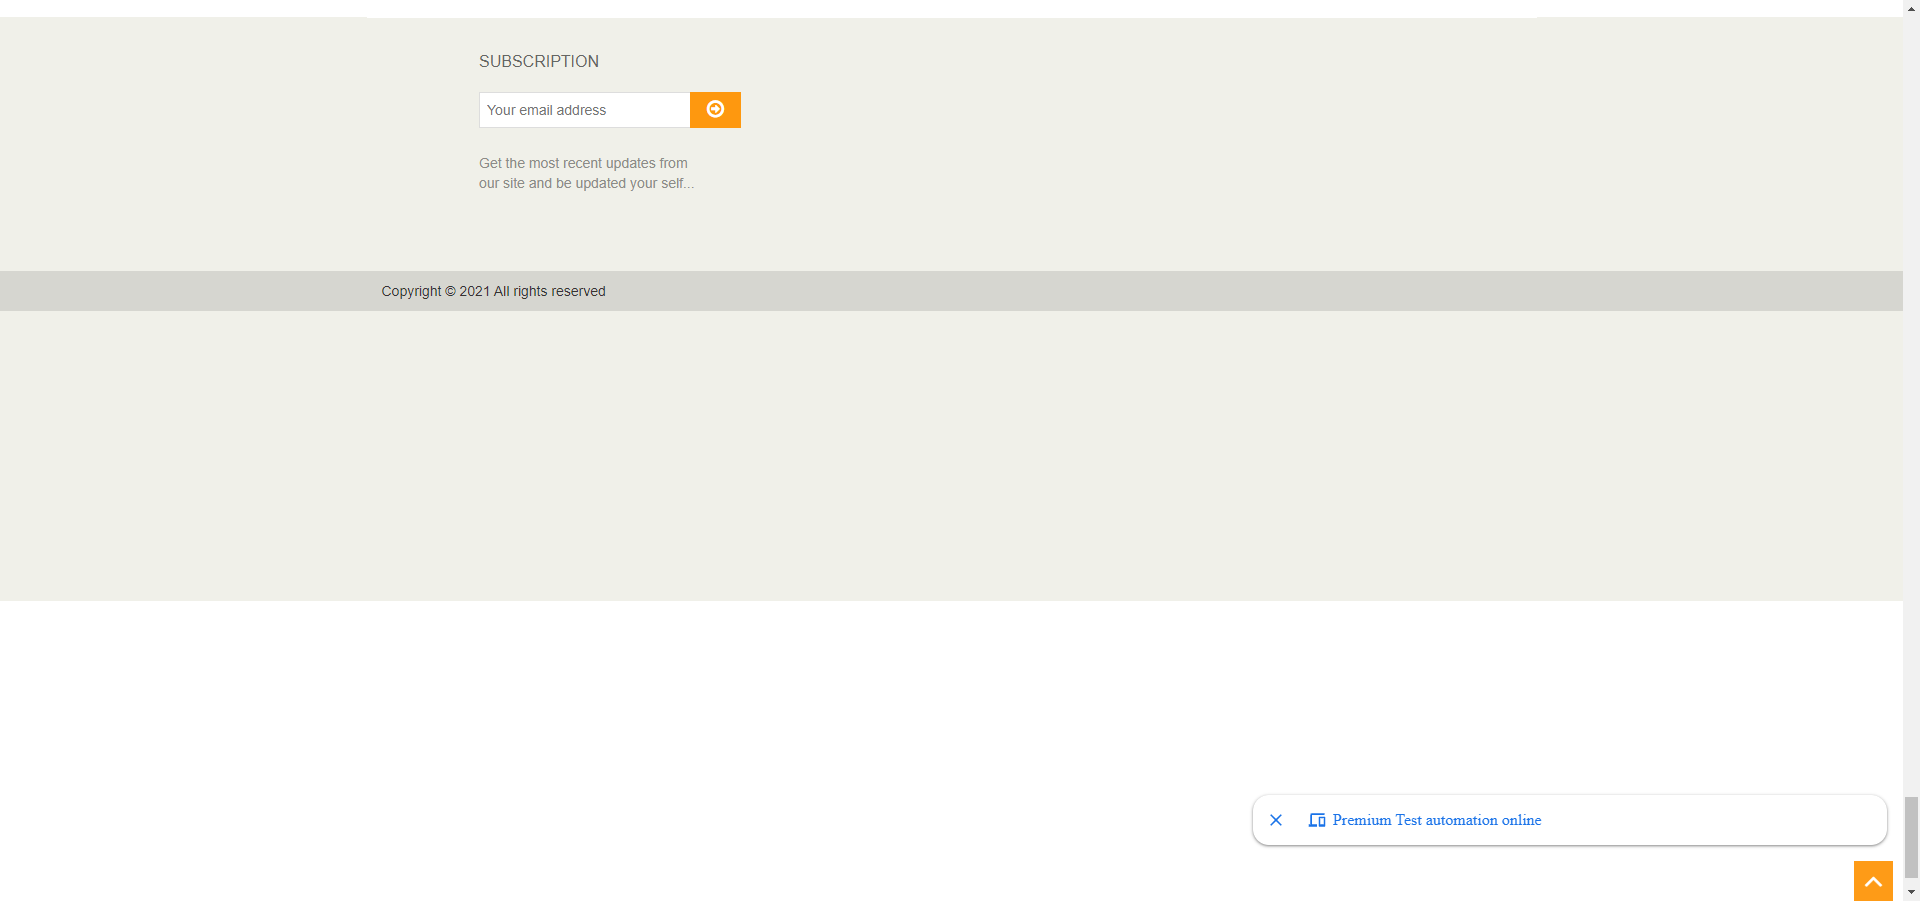 SUBSCRIPTION
Your email address
Get the most recent updates from
our site and be updated your self...
Copyright © 2021 All rights reserved
Premium Test automation online